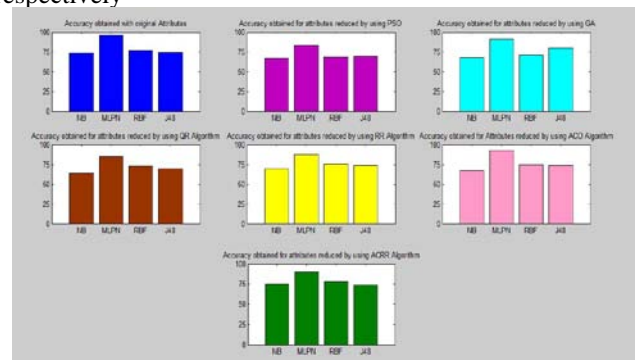 respectively
Accuracy obtained with original Attributes
100
75
50
25
0
NB MLPN RBF J48
Accuracy obtained for attributes reduced by using PSO
100
75
50
25
0
NB MLPN RBF J48
Accuracy obtained for attributes reduced by using GA
100
75
50
25
0
NB MLPN RBF J48
Accuracy obtained for attributes reduced by using QR Algorithm
100
75
50
25
0
NB MLPN RBF J48
Accuracy obtained for attributes reduced by using RR Algorithm
100
75
50
25
0
NB MLPN RBF J48
Accuracy obtained for Attributes reduced by using ACO Algorithm
100
75
50
25
0
NB MLPN RBF J48
Accuracy obtained for attributes reduced by using ACRR Algorithm
100
75
50
25
0
NB MLPN RBF J48